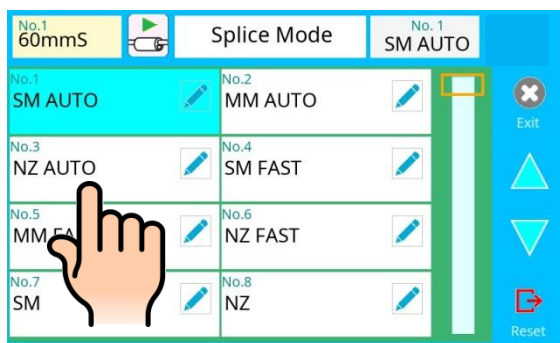 No.1
60mmS
Splice Mode
No. 1
SM AUTO
No.1
SM AUTO
No.2
MM AUTO
No.3
NZ AUTO
No.4
SM FAST
No.5
MM FA
No.6
NZ FAST
No.7
SM
No.8
NZ
Exit
Reset